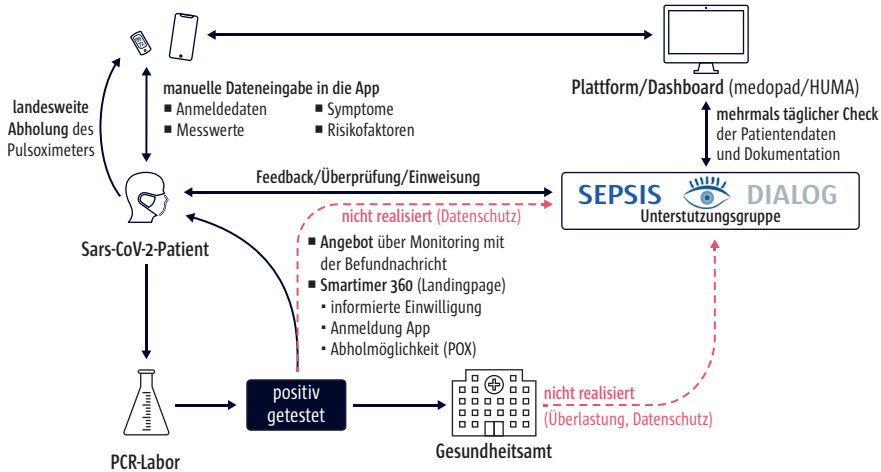 Plattform/Dashboard (medopad/HUMA)
manuelle Dateneingabe in die App
■ Anmeldedaten
■ Symptome
■ Messwerte
■ Risikofaktoren
landesweite
Abholung des
Pulsoximeters
mehrmals täglicher Check
der Patientendaten
und Dokumentation
Feedback/Überprüfung/Einweisung
SEPSIS DIALOG
Unterstützungsgruppe
Sars-CoV-2-Patient
nicht realisiert (Datenschutz)
■ Angebot über Monitoring mit
der Befundnachricht
■ Smartimer 360 (Landingpage)
▪ informierte Einwilligung
▪ Anmeldung App
▪ Abholmöglichkeit (POX)
positiv
getestet
nicht realisiert
(Überlastung, Datenschutz)
Gesundheitsamt
PCR-Labor